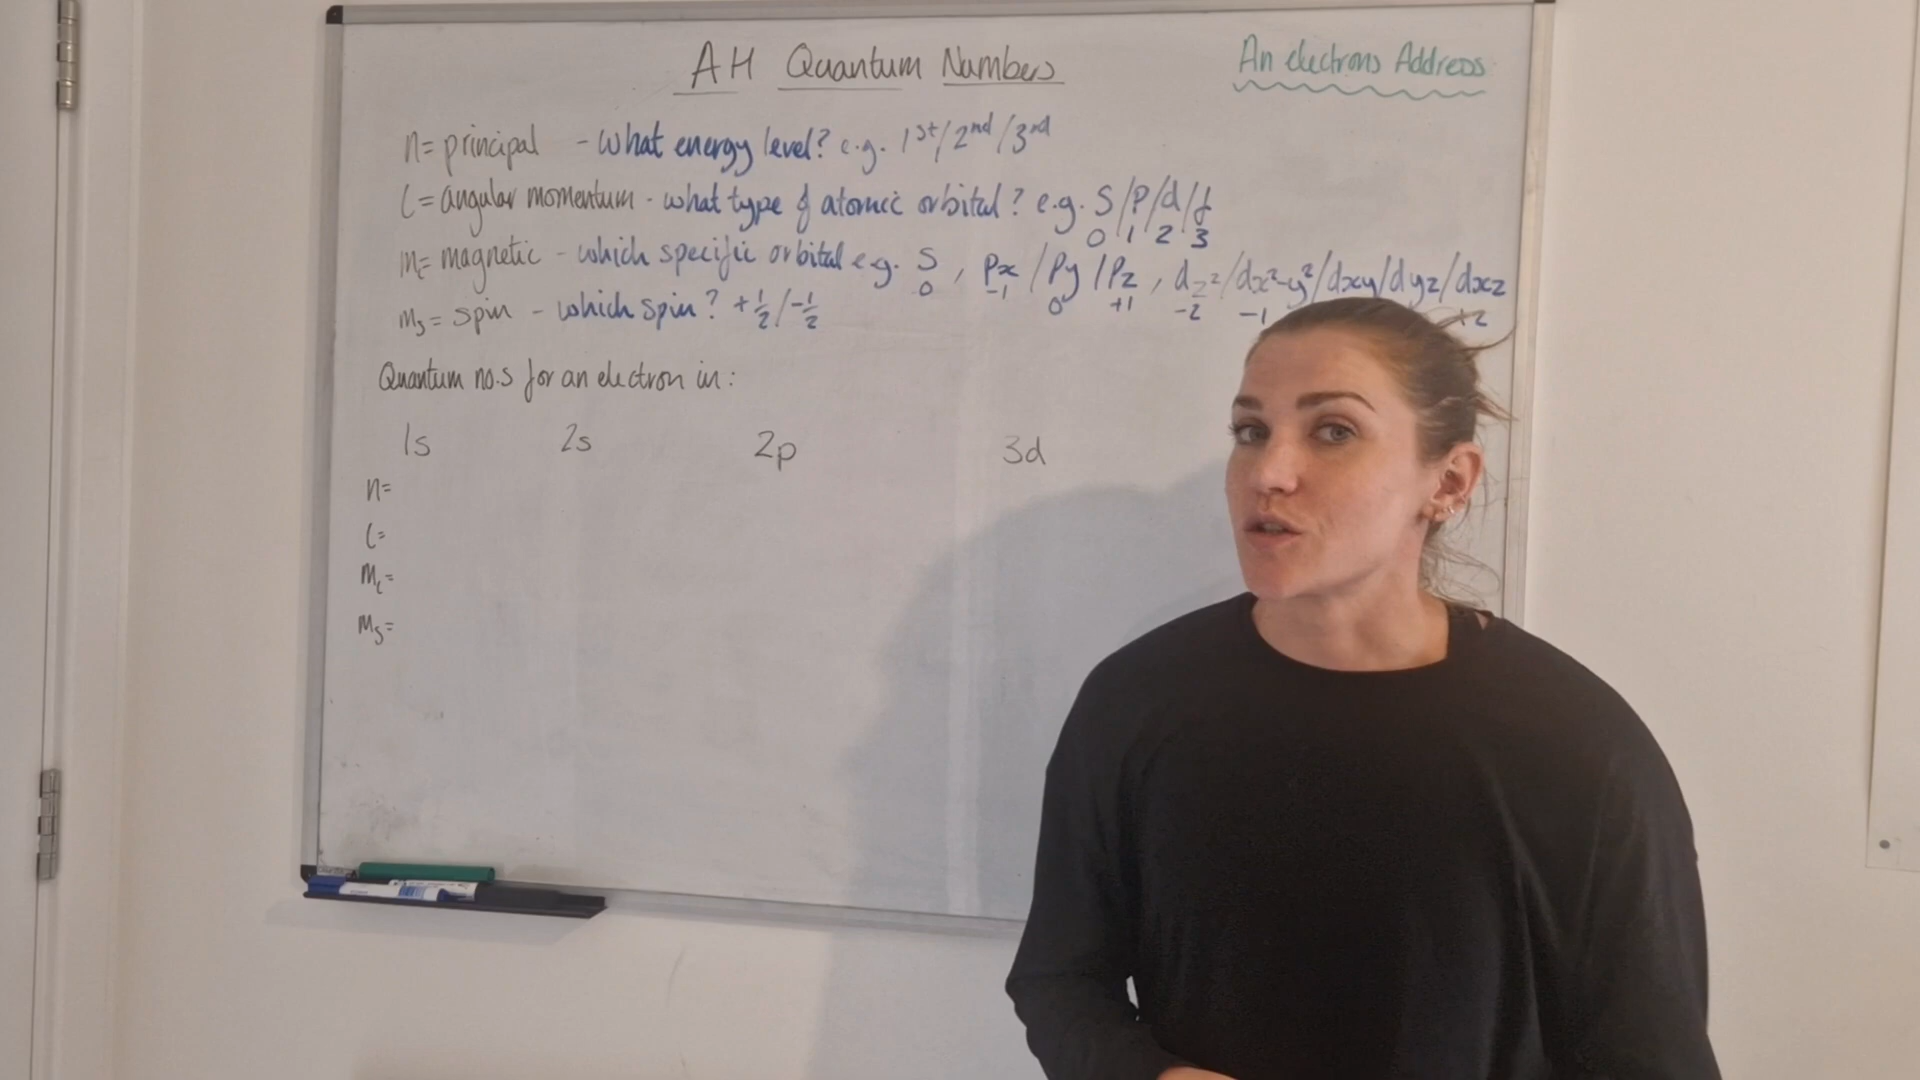 AH Quantum Numbers
An electrons Address
n= principal - What energy level? e.g. 1st/2nd/3rd
l= angular momentum - what type of atomic orbital? e.g. s/p/d/f
0 1 2 3
ml= magnetic - which specific orbital e.g. s, px/py/pz, dz²/dx²-y²/dxy/dyz/dxz
0 -1 0 +1 -2 -1 +2
ms= spin - which spin? +1/2/-1/2
Quantum no.s for an electron in:
1s 2s 2p 3d
n=
l=
ml=
ms=